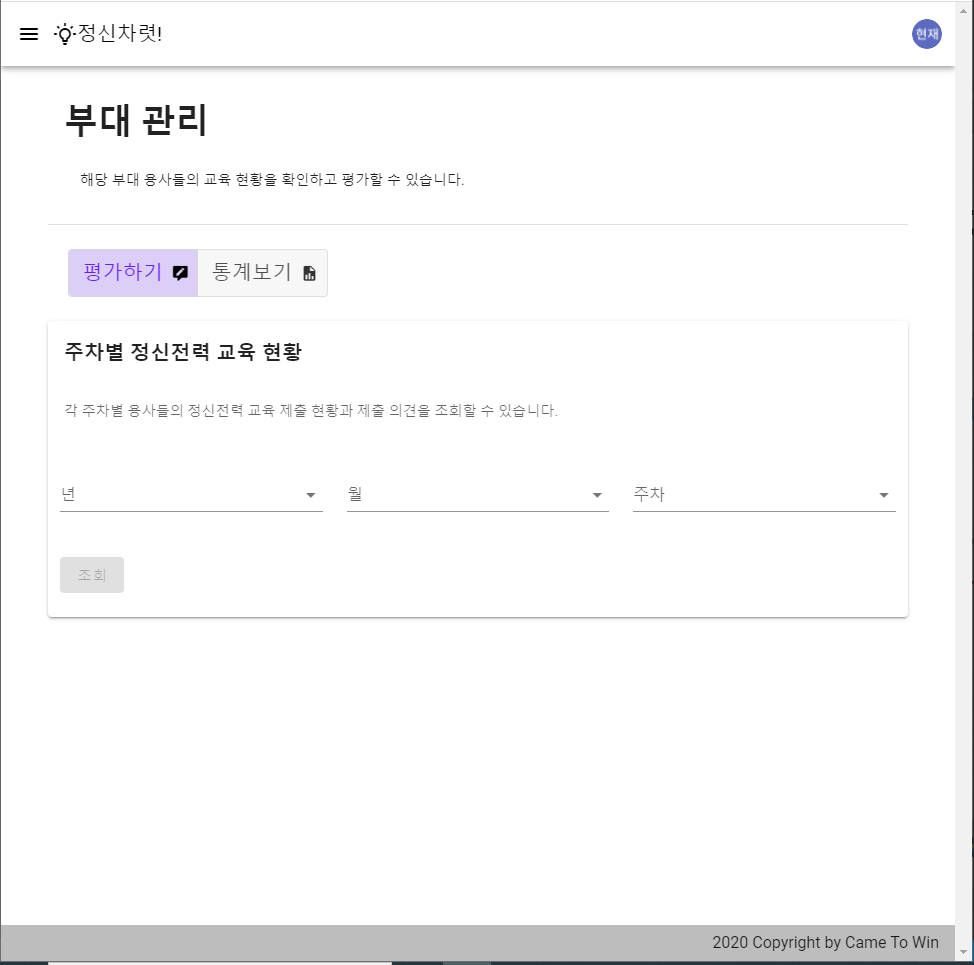 정신차렷!
현재
부대 관리
해당 부대 용사들의 교육 현황을 확인하고 평가할 수 있습니다.
평가하기 통계보기
주차별 정신전력 교육 현황
각 주차별 용사들의 정신전력 교육 제출 현황과 제출 의견을 조회할 수 있습니다.
년 월 주차
조회
2020 Copyright by Came To Win